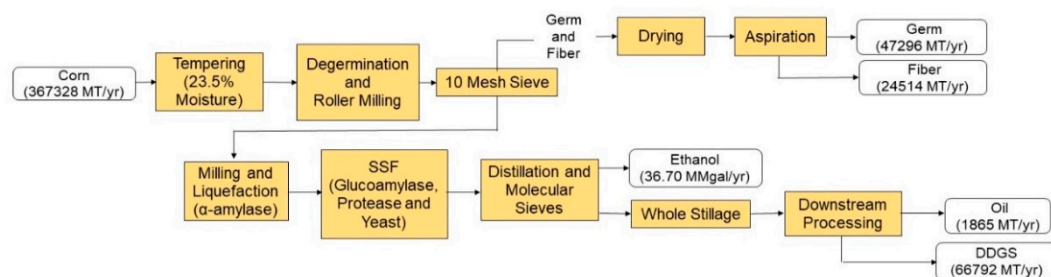 Corn
(367328 MT/yr)
Tempering
(23.5%
Moisture)
Degermination
and
Roller Milling
10 Mesh Sieve
Germ
and
Fiber
Drying
Aspiration
Germ
(47296 MT/yr)
Fiber
(24514 MT/yr)
Milling and
Liquefaction
(α-amylase)
SSF
(Glucoamylase,
Protease and
Yeast)
Distillation and
Molecular
Sieves
Ethanol
(36.70 MMgal/yr)
Whole Stillage
Downstream
Processing
Oil
(1865 MT/yr)
DDGS
(66792 MT/yr)